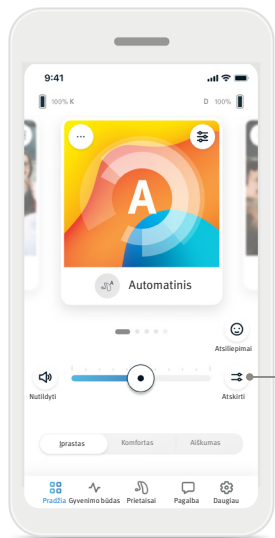 9:41
100% K
D 100%
A
Automatinis
Atsiliepimai
Nutildyti
Atskirti
Įprastas
Komfortas
Aiškumas
Pradžia
Gyvenimo būdas
Prietaisai
Pagalba
Daugiau